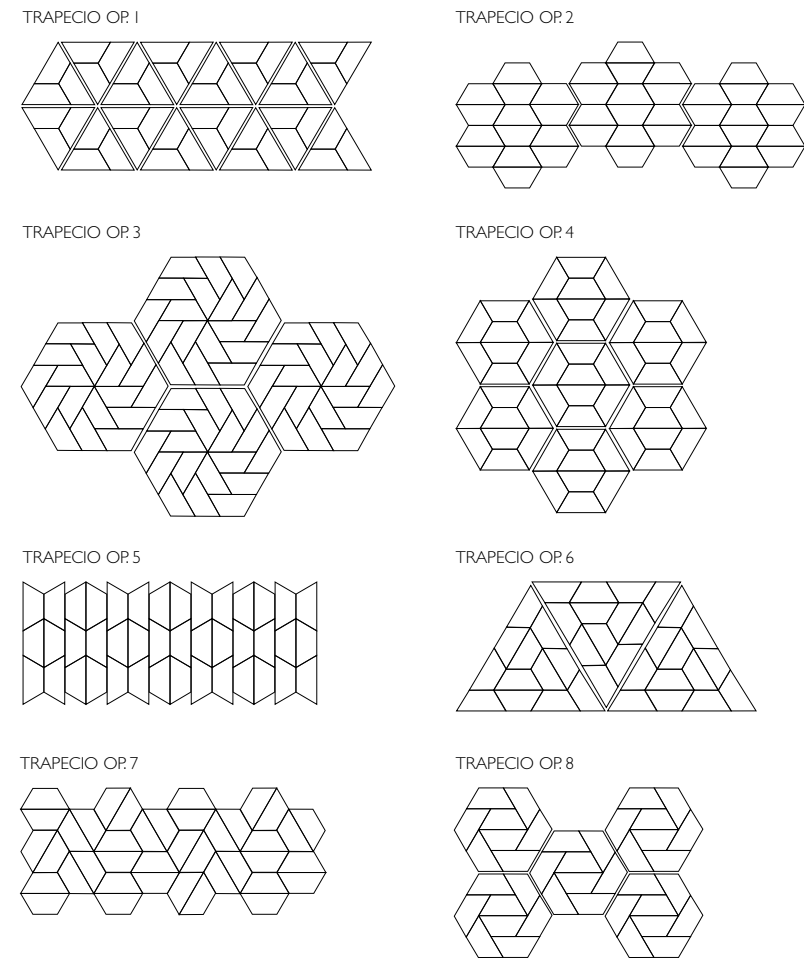 TRAPECIO OP. 1
TRAPECIO OP. 2
TRAPECIO OP. 3
TRAPECIO OP. 4
TRAPECIO OP. 5
TRAPECIO OP. 6
TRAPECIO OP. 7
TRAPECIO OP. 8